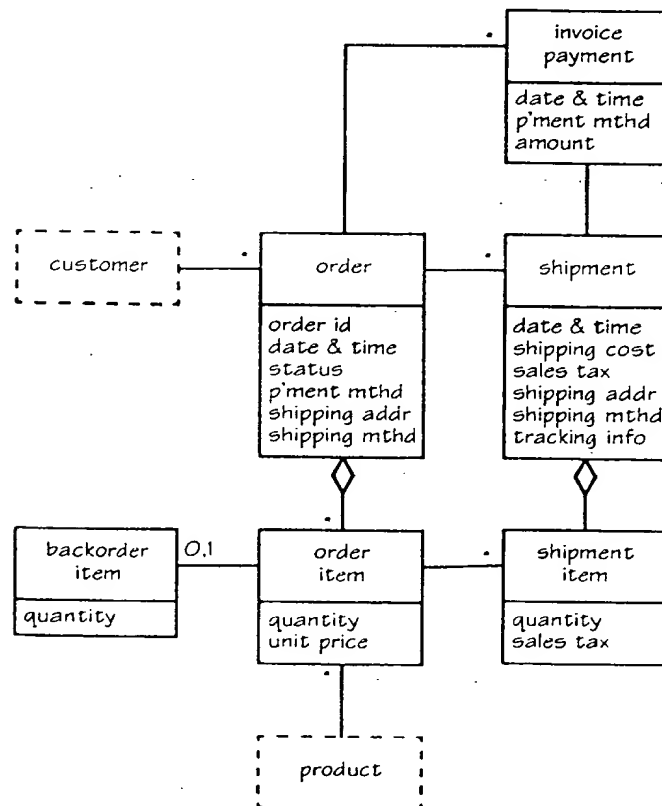 invoice
payment
date & time
p'ment mthd
amount
customer
order
order id
date & time
status
p'ment mthd
shipping addr
shipping mthd
shipment
date & time
shipping cost
sales tax
shipping addr
shipping mthd
tracking info
backorder
item
quantity
0,1
order
item
quantity
unit price
shipment
item
quantity
sales tax
product